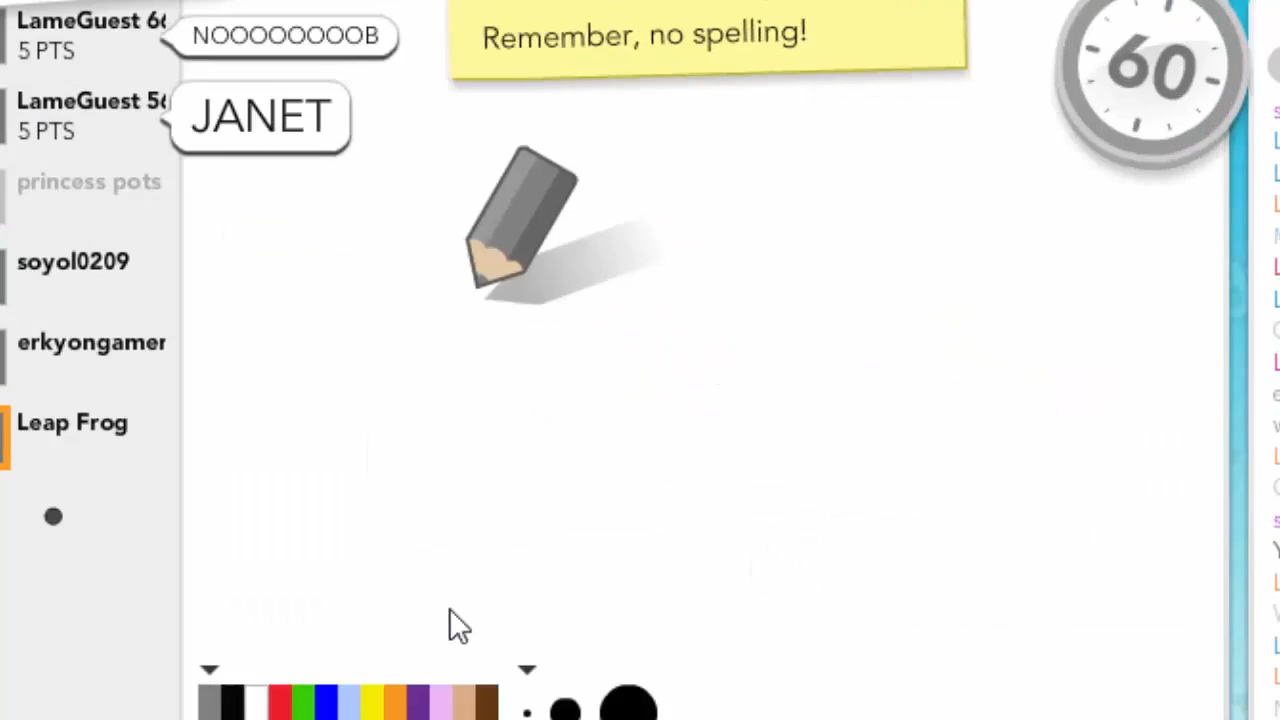 LameGuest 6
5 PTS
NOOOOOOOOB
Remember, no spelling!
60
LameGuest 56
5 PTS
JANET
princess pots
soyol0209
erkyongamer
Leap Frog